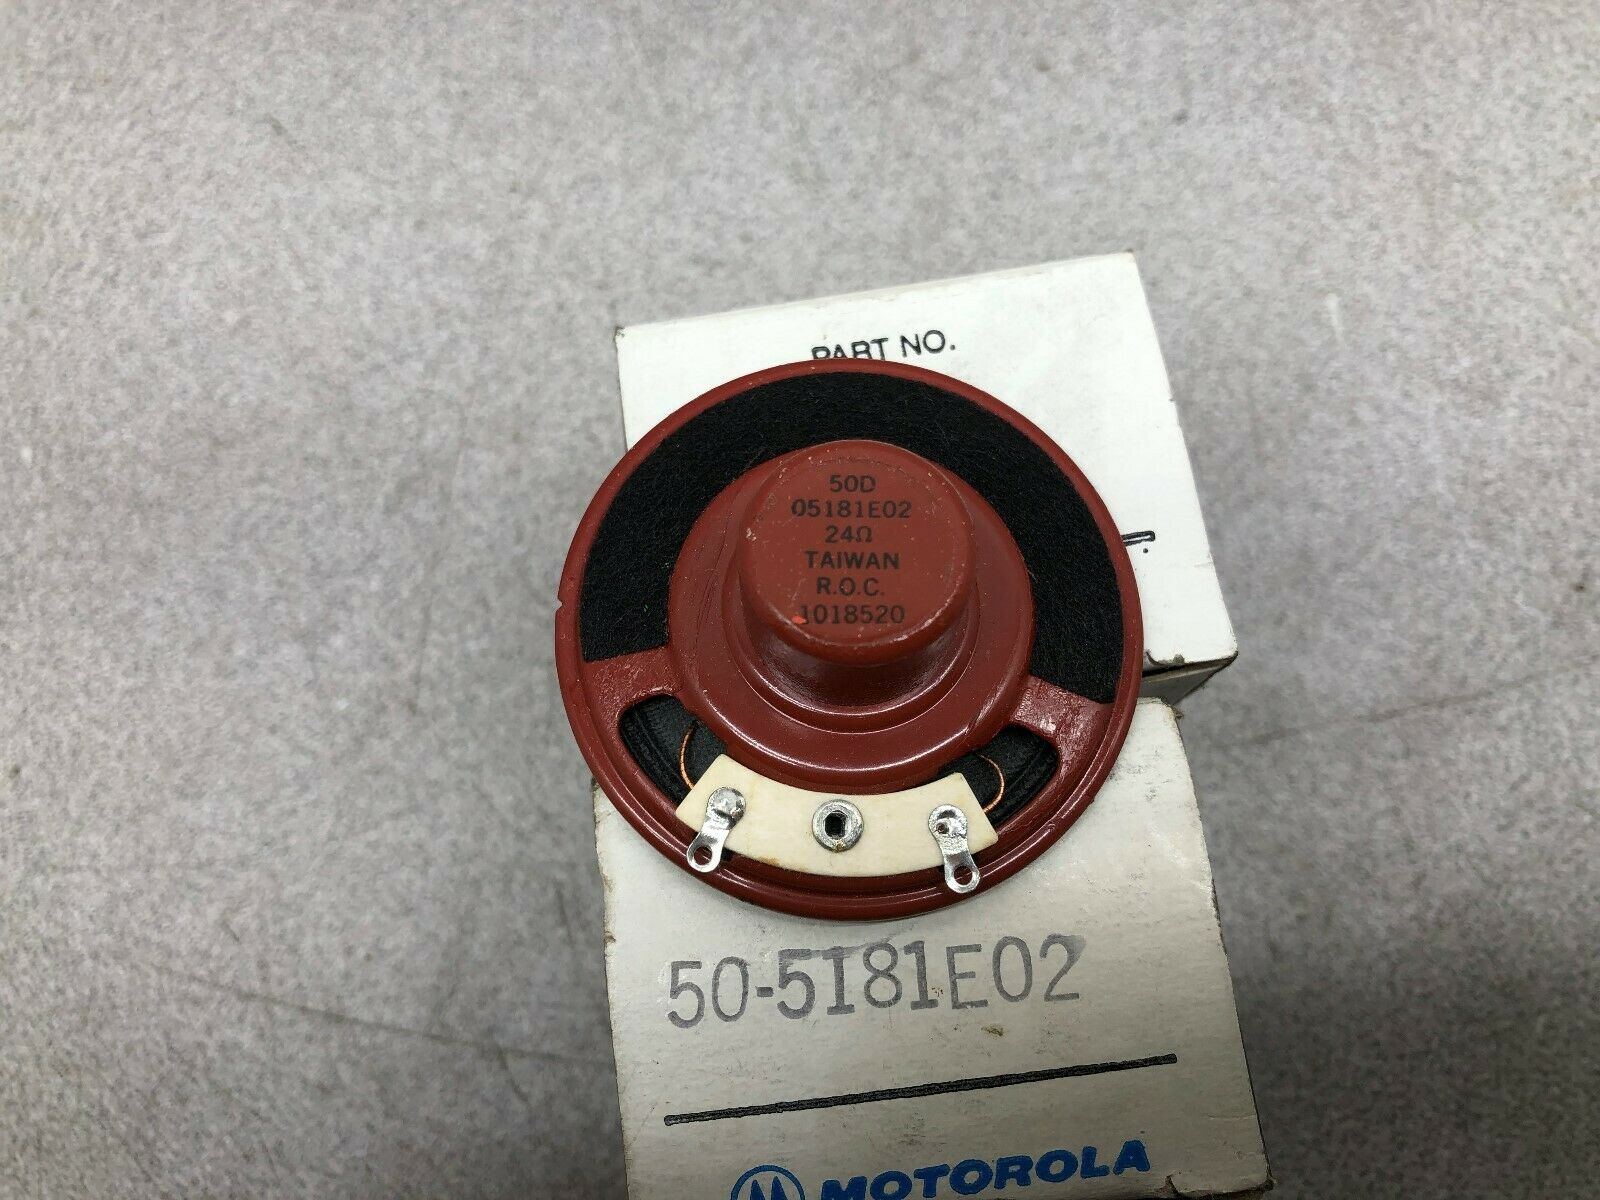 PART NO.
50D
05181E02
24Ω
TAIWAN
R.O.C.
1018520
50-5181E02
MOTOROLA